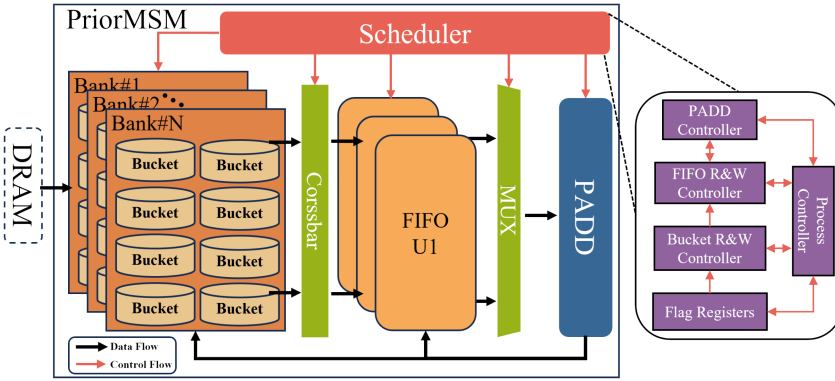 PriorMSM
Scheduler
Bank#1
Bank#2
Bank#N
Bucket Bucket
Bucket Bucket
Bucket Bucket
Bucket Bucket
DRAM
Corssbar
FIFO
U1
MUX
PADD
Data Flow
Control Flow
PADD
Controller
FIFO R&W
Controller
Bucket R&W
Controller
Flag Registers
Process
Controller